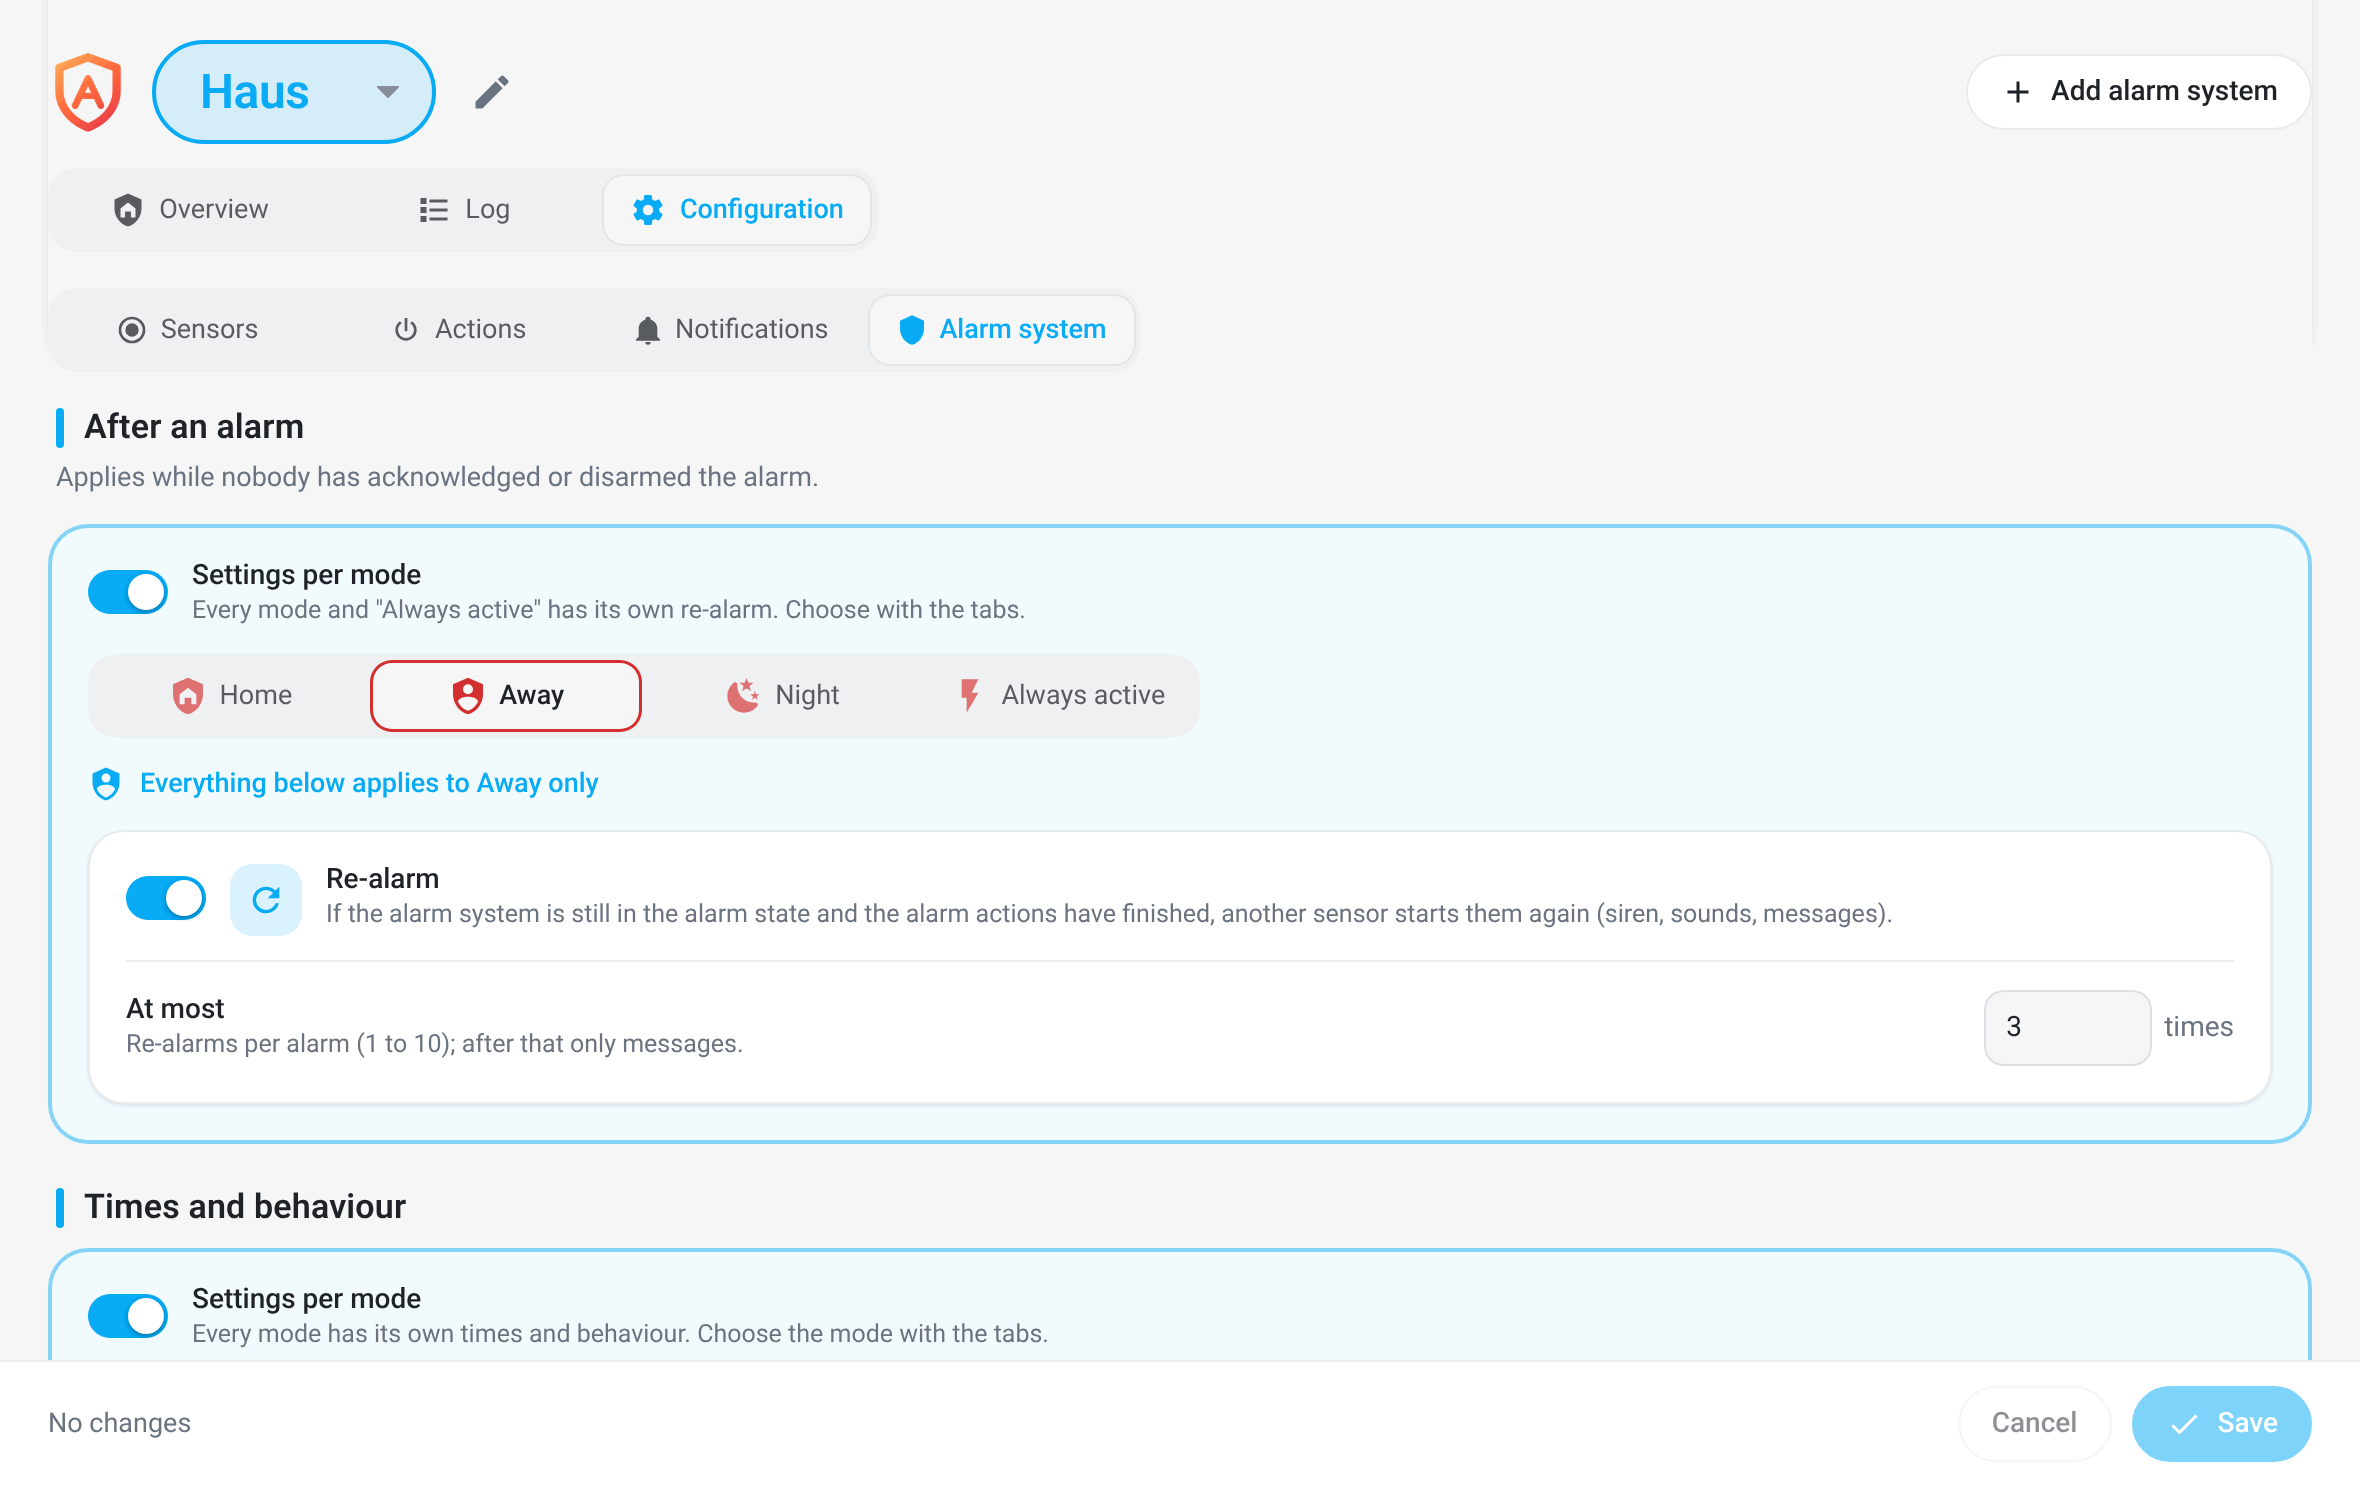 Haus
Add alarm system
Overview
Log
Configuration
Sensors
Actions
Notifications
Alarm system
After an alarm
Applies while nobody has acknowledged or disarmed the alarm.
Settings per mode
Every mode and "Always active" has its own re-alarm. Choose with the tabs.
Home
Away
Night
Always active
Everything below applies to Away only
Re-alarm
If the alarm system is still in the alarm state and the alarm actions have finished, another sensor starts them again (siren, sounds, messages).
At most
Re-alarms per alarm (1 to 10); after that only messages.
3
times
Times and behaviour
Settings per mode
Every mode has its own times and behaviour. Choose the mode with the tabs.
No changes
Cancel
Save